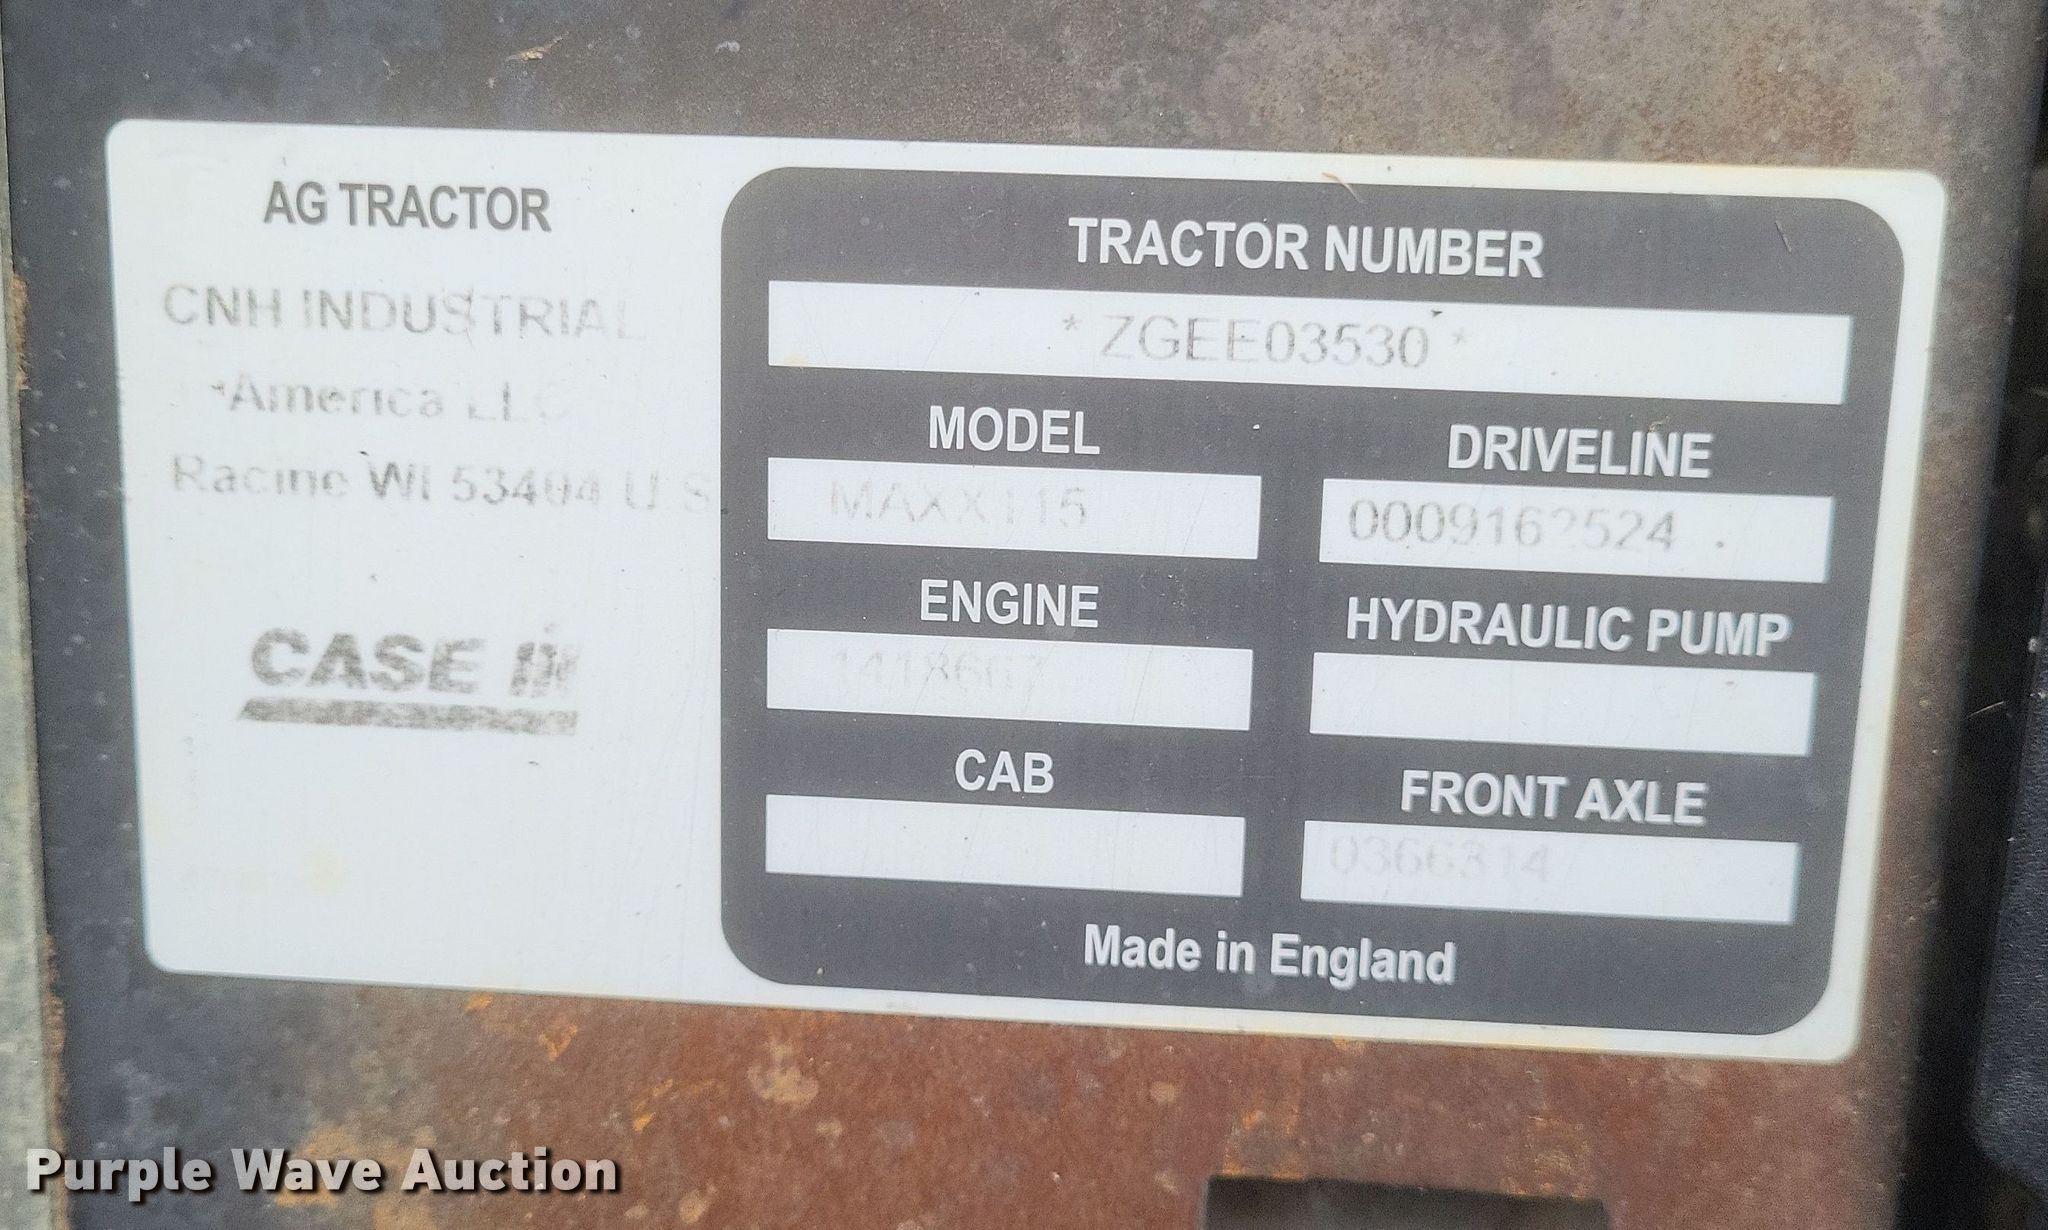 AG TRACTOR
CNH INDUSTRIAL
America LLC
Racine WI 53404 U S
CASE IH
TRACTOR NUMBER
* ZGEE03530 *
MODEL
MAXX115
DRIVELINE
ENGINE
HYDRAULIC PUMP
CAB
FRONT AXLE
0366314
Made in England
Purple Wave Auction